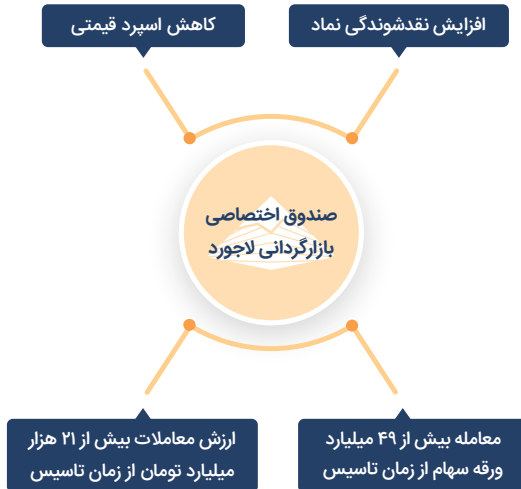 افزایش نقدشوندگی نماد
کاهش اسپرد قیمتی
صندوق اختصاصی
بازارگردانی لاجورد
معامله بیش از ۴۹ میلیارد
ورقه سهام از زمان تاسیس
ارزش معاملات بیش از ۲۱ هزار
میلیارد تومان از زمان تاسیس